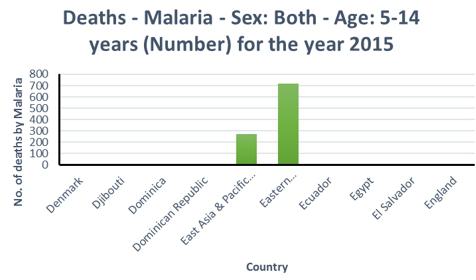 Deaths - Malaria - Sex: Both - Age: 5-14
years (Number) for the year 2015
No. of deaths by Malaria
800
700
600
500
400
300
200
100
0
Denmark
Djibouti
Dominica
Dominican Republic
East Asia & Pacific...
Eastern...
Ecuador
Egypt
El Salvador
England
Country